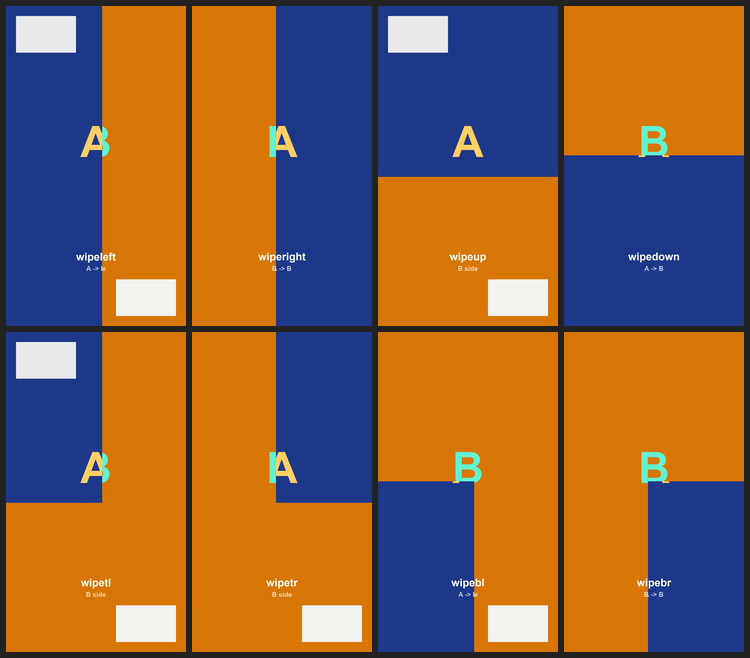 A
wipeleft
A ->
A
wiperight
-> B
A
wipeup
B side
B
wipedown
A -> B
A
wipetl
B side
A
wipetr
B side
B
wipebl
A ->
B
wipebr
-> B